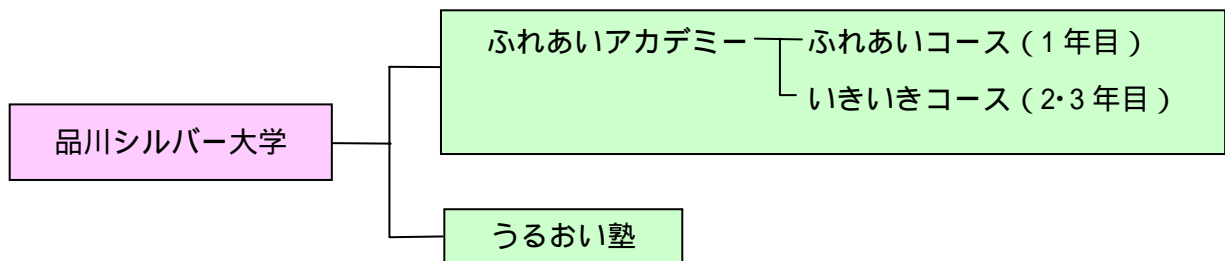 ふれあいアカデミー ふれあいコース（1年目）
いきいきコース（2・3年目）
品川シルバー大学
うるおい塾